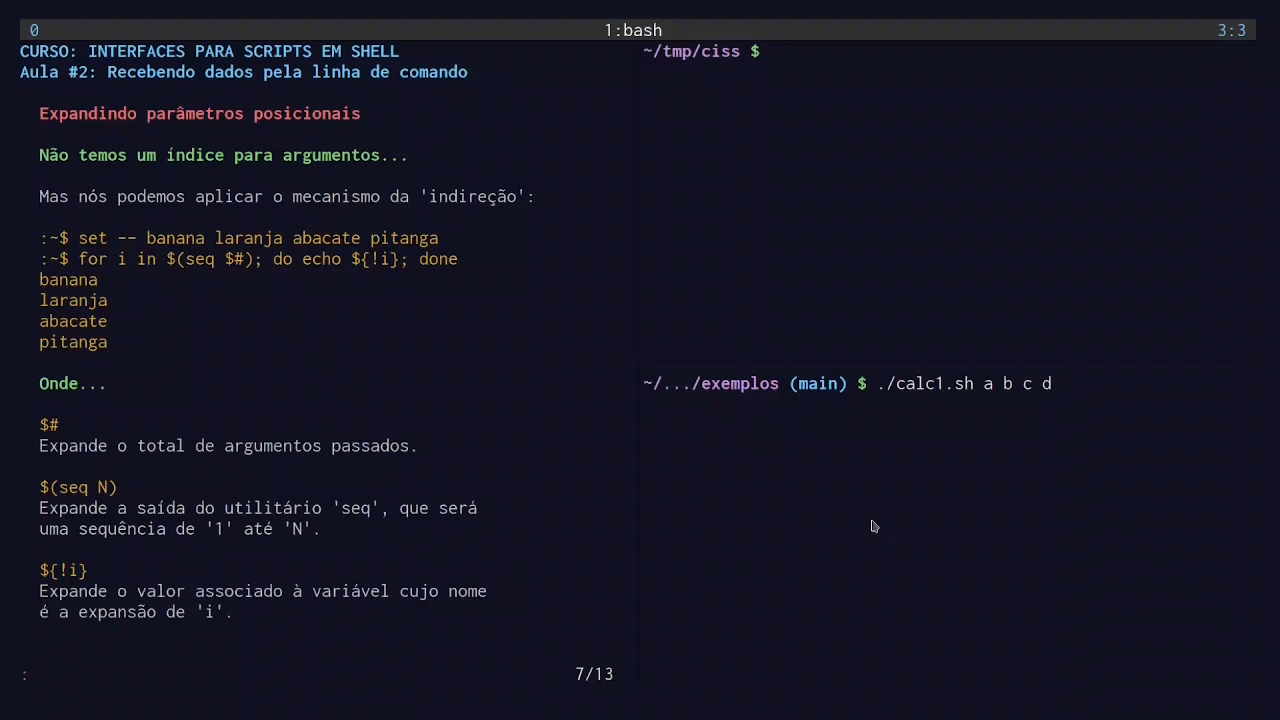 0 1:bash 3:3
CURSO: INTERFACES PARA SCRIPTS EM SHELL
Aula #2: Recebendo dados pela linha de comando
Expandindo parâmetros posicionais
Não temos um índice para argumentos...
Mas nós podemos aplicar o mecanismo da 'indireção':
:~$ set -- banana laranja abacate pitanga
:~$ for i in $(seq $#); do echo ${!i}; done
banana
laranja
abacate
pitanga
Onde...
$#
Expande o total de argumentos passados.
$(seq N)
Expande a saída do utilitário 'seq', que será
uma sequência de '1' até 'N'.
${!i}
Expande o valor associado à variável cujo nome
é a expansão de 'i'.
: 7/13
~/tmp/ciss $
~/.../exemplos (main) $ ./calc1.sh a b c d